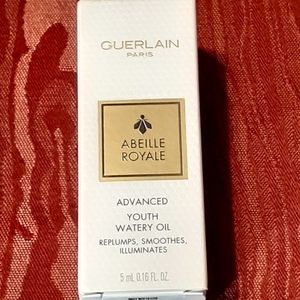 GUERLAIN
PARIS
ABEILLE
ROYALE
ADVANCED
YOUTH
WATERY OIL
REPLUMPS, SMOOTHES,
ILLUMINATES
5 mL 0.16 FL. OZ.